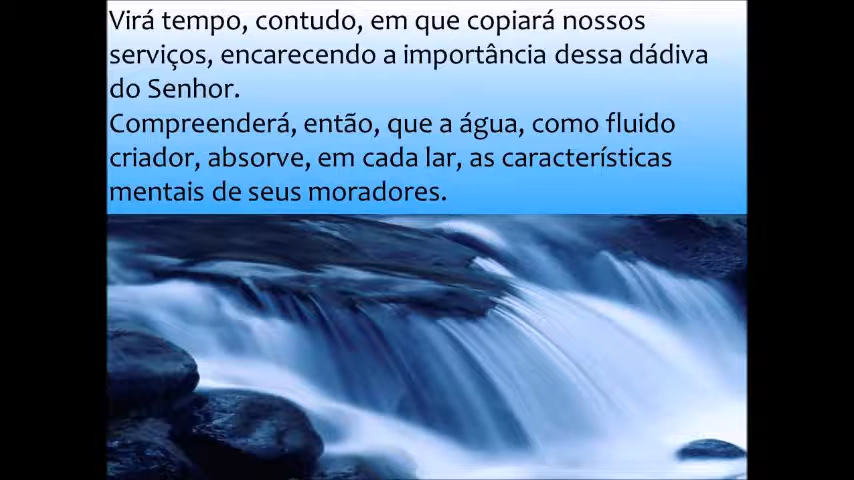 Virá tempo, contudo, em que copiará nossos
serviços, encarecendo a importância dessa dádiva
do Senhor.
Compreenderá, então, que a água, como fluido
criador, absorve, em cada lar, as características
mentais de seus moradores.